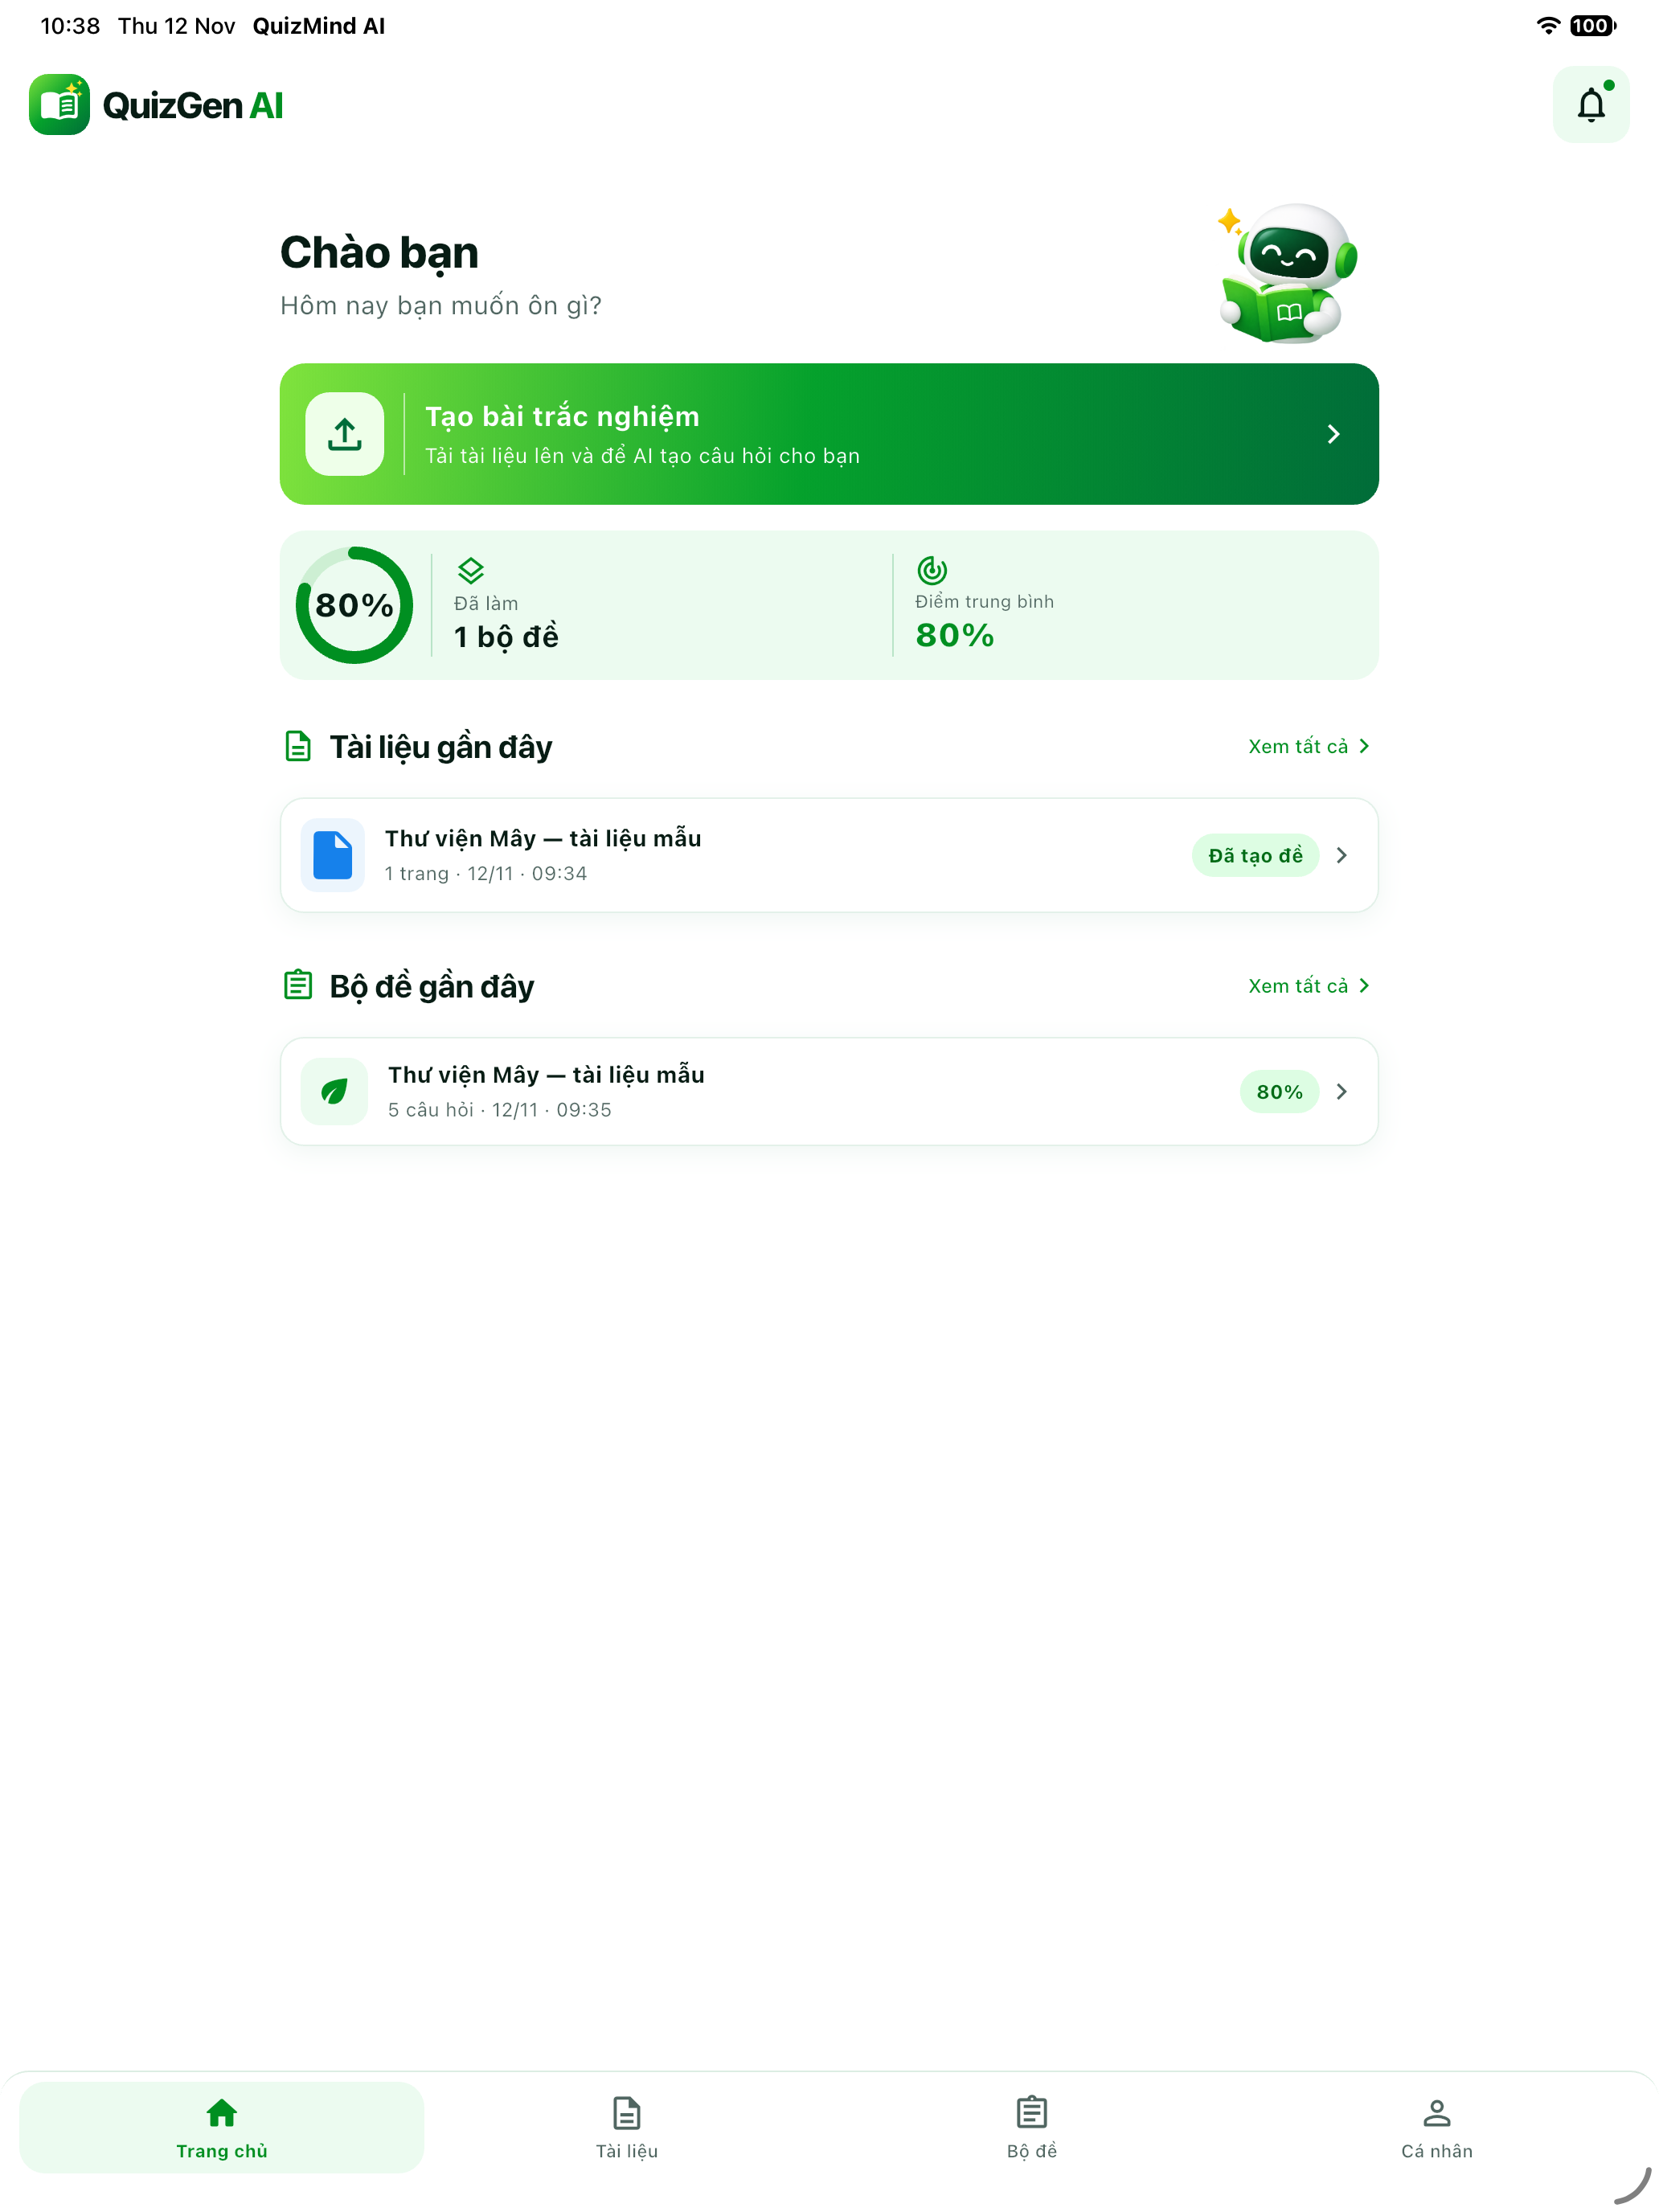 10:38 Thu 12 Nov QuizMind AI 100
QuizGen AI
Chào bạn
Hôm nay bạn muốn ôn gì?
Tạo bài trắc nghiệm
Tải tài liệu lên và để AI tạo câu hỏi cho bạn
80%
Đã làm
1 bộ đề
Điểm trung bình
80%
Tài liệu gần đây
Xem tất cả
Thư viện Mây — tài liệu mẫu
1 trang · 12/11 · 09:34
Đã tạo đề
Bộ đề gần đây
Xem tất cả
Thư viện Mây — tài liệu mẫu
5 câu hỏi · 12/11 · 09:35
80%
Trang chủ
Tài liệu
Bộ đề
Cá nhân